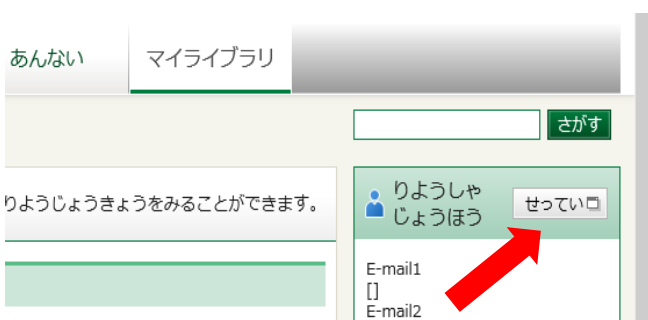 あんない
マイライブラリ
さがす
りようじょうきょうをみることができます。
りようしゃ
じょうほう
せってい
E-mail1
[]
E-mail2